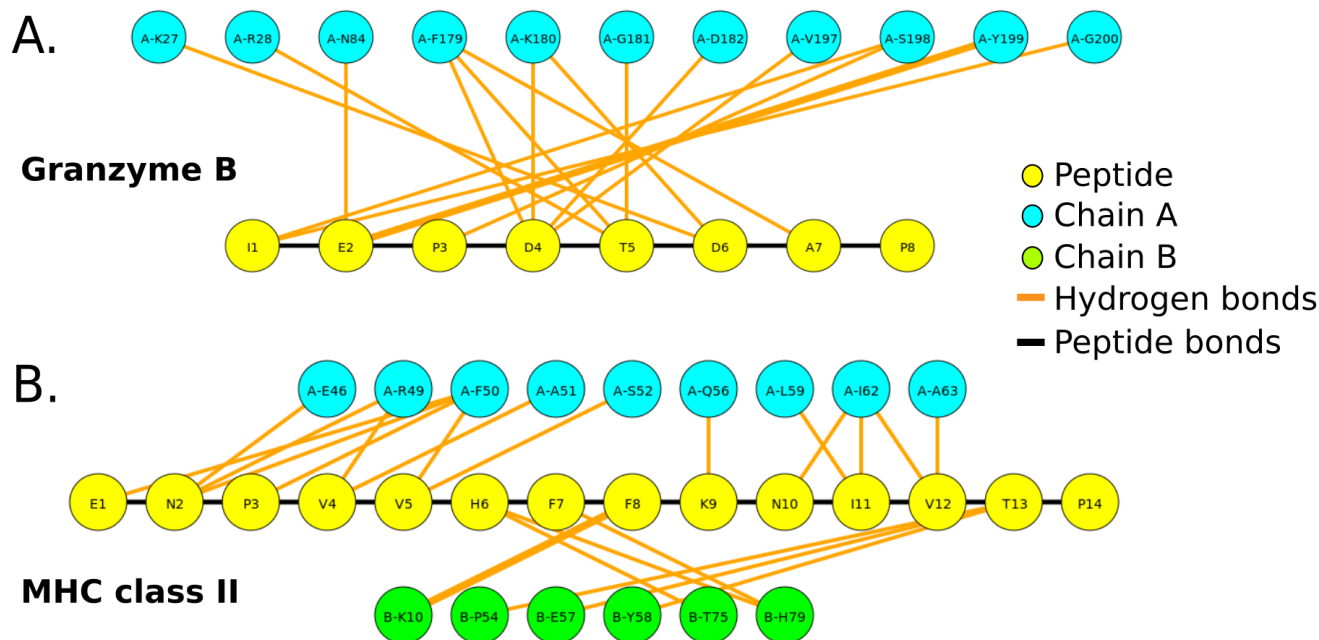 A.
A-K27 A-R28 A-N84 A-F179 A-K180 A-G181 A-D182 A-V197 A-S198 A-Y199 A-G200
Granzyme B
I1 E2 P3 D4 T5 D6 A7 P8
Peptide
Chain A
Chain B
Hydrogen bonds
Peptide bonds
B.
A-E46 A-R49 A-F50 A-A51 A-S52 A-Q56 A-L59 A-I62 A-A63
E1 N2 P3 V4 V5 H6 F7 F8 K9 N10 I11 V12 T13 P14
MHC class II
B-K10 B-P54 B-E57 B-Y58 B-T75 B-H79